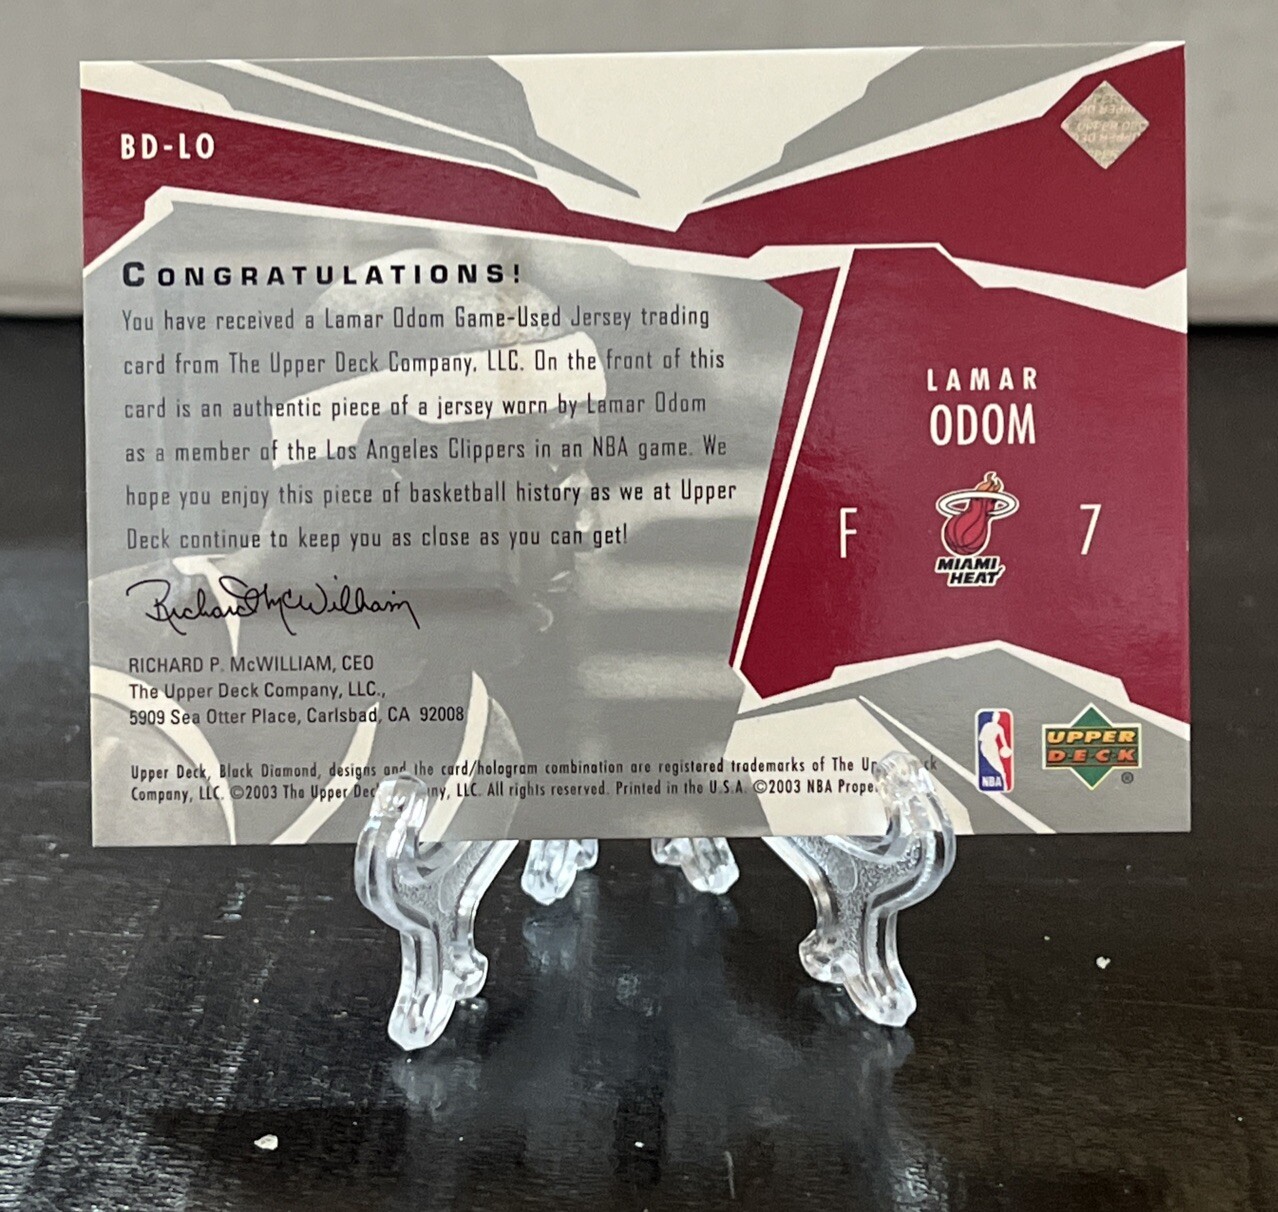 BD-LO
CONGRATULATIONS!
You have received a Lamar Odom Game-Used Jersey trading
card from The Upper Deck Company, LLC. On the front of this
card is an authentic piece of a jersey worn by Lamar Odom
as a member of the Los Angeles Clippers in an NBA game. We
hope you enjoy this piece of basketball history as we at Upper
Deck continue to keep you as close as you can get!
Richard McWilliam
RICHARD P. McWILLIAM, CEO
The Upper Deck Company, LLC.,
5909 Sea Otter Place, Carlsbad, CA 92008
Upper Deck, Black Diamond, designs and the card/hologram combination are registered trademarks of The
Company, LLC. ©2003 The Upper LLC. All rights reserved. Printed in the U.S.A. ©2003 NBA
LAMAR
ODOM
F
MIAMI
HEAT
7
NBA
UPPER
DECK
®